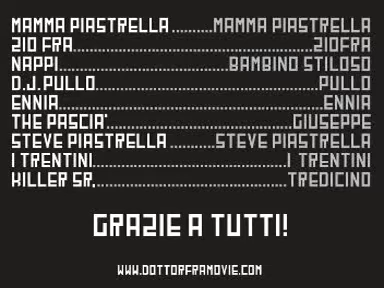 MAMMA PIASTRELLA..........MAMMA PIASTRELLA
ZIO FRA.................................................ZIOFRA
NAPPI...................................BAMBINO STILOSO
D.J. PULLO..............................................PULLO
ENNIA......................................................ENNIA
THE PASCIA'......................................GIUSEPPE
STEVE PIASTRELLA...........STEVE PIASTRELLA
I TRENTINI........................................I TRENTINI
KILLER SR........................................TREDICINO
GRAZIE A TUTTI!
WWW.DOTTORFRAMOVIE.COM